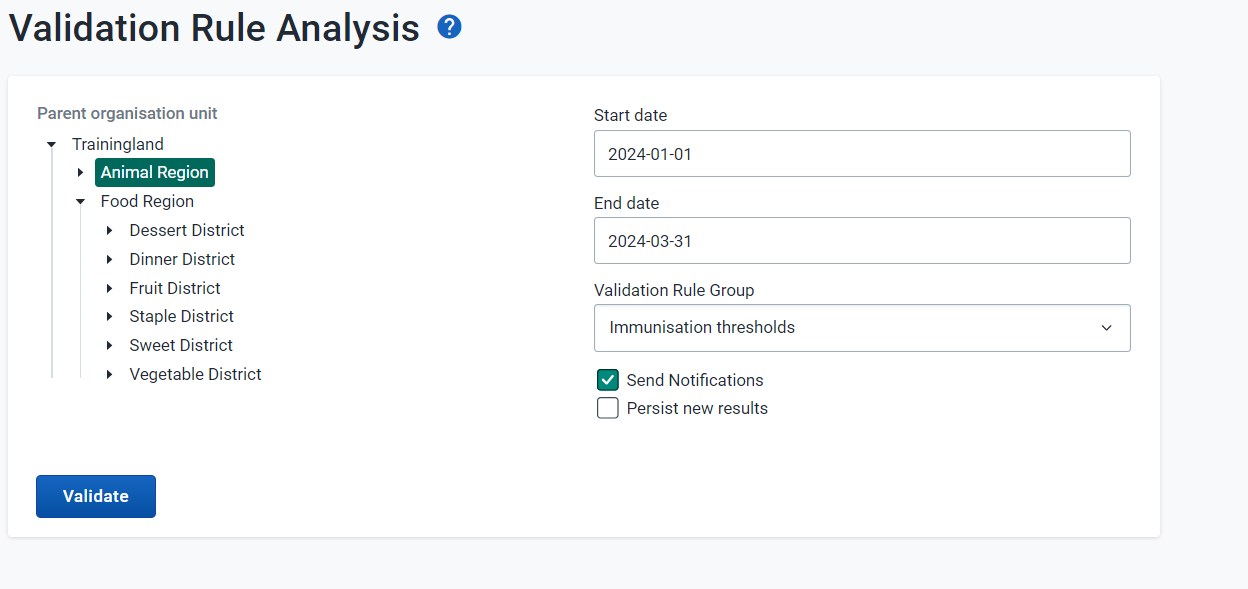 Validation Rule Analysis ?
Parent organisation unit
Trainingland
Animal Region
Food Region
Dessert District
Dinner District
Fruit District
Staple District
Sweet District
Vegetable District
Start date
2024-01-01
End date
2024-03-31
Validation Rule Group
Immunisation thresholds
Send Notifications
Persist new results
Validate